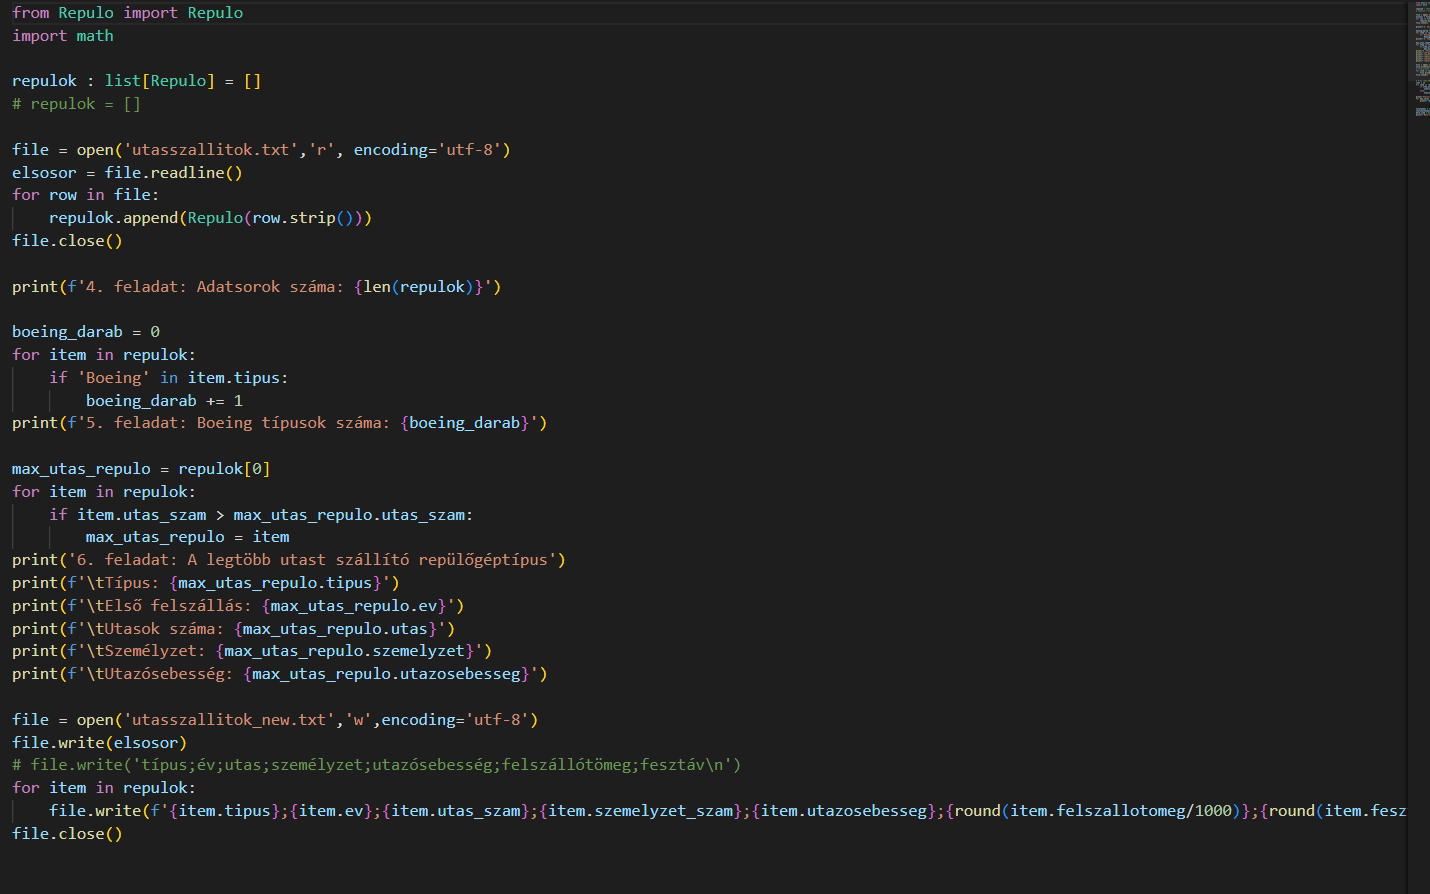 from Repulo import Repulo
import math

repulok : list[Repulo] = []
# repulok = []

file = open('utasszallitok.txt','r', encoding='utf-8')
elsosor = file.readline()
for row in file:
    repulok.append(Repulo(row.strip()))
file.close()

print(f'4. feladat: Adatsorok száma: {len(repulok)}')

boeing_darab = 0
for item in repulok:
    if 'Boeing' in item.tipus:
        boeing_darab += 1
print(f'5. feladat: Boeing típusok száma: {boeing_darab}')

max_utas_repulo = repulok[0]
for item in repulok:
    if item.utas_szam > max_utas_repulo.utas_szam:
        max_utas_repulo = item
print('6. feladat: A legtöbb utast szállító repülőgéptípus')
print(f'\tTípus: {max_utas_repulo.tipus}')
print(f'\tElső felszállás: {max_utas_repulo.ev}')
print(f'\tUtasok száma: {max_utas_repulo.utas}')
print(f'\tSzemélyzet: {max_utas_repulo.szemelyzet}')
print(f'\tUtazósebesség: {max_utas_repulo.utazosebesseg}')

file = open('utasszallitok_new.txt','w',encoding='utf-8')
file.write(elsosor)
# file.write('típus;év;utas;személyzet;utazósebesség;felszállótömeg;fesztáv\n')
for item in repulok:
    file.write(f'{item.tipus};{item.ev};{item.utas_szam};{item.szemelyzet_szam};{item.utazosebesseg};{round(item.felszallotomeg/1000)};{round(item.fesz
file.close()